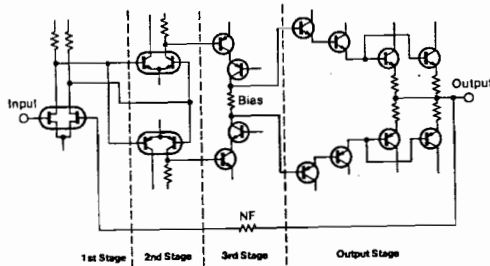 Input
Bias
Output
NF
1st Stage
2nd Stage
3rd Stage
Output Stage